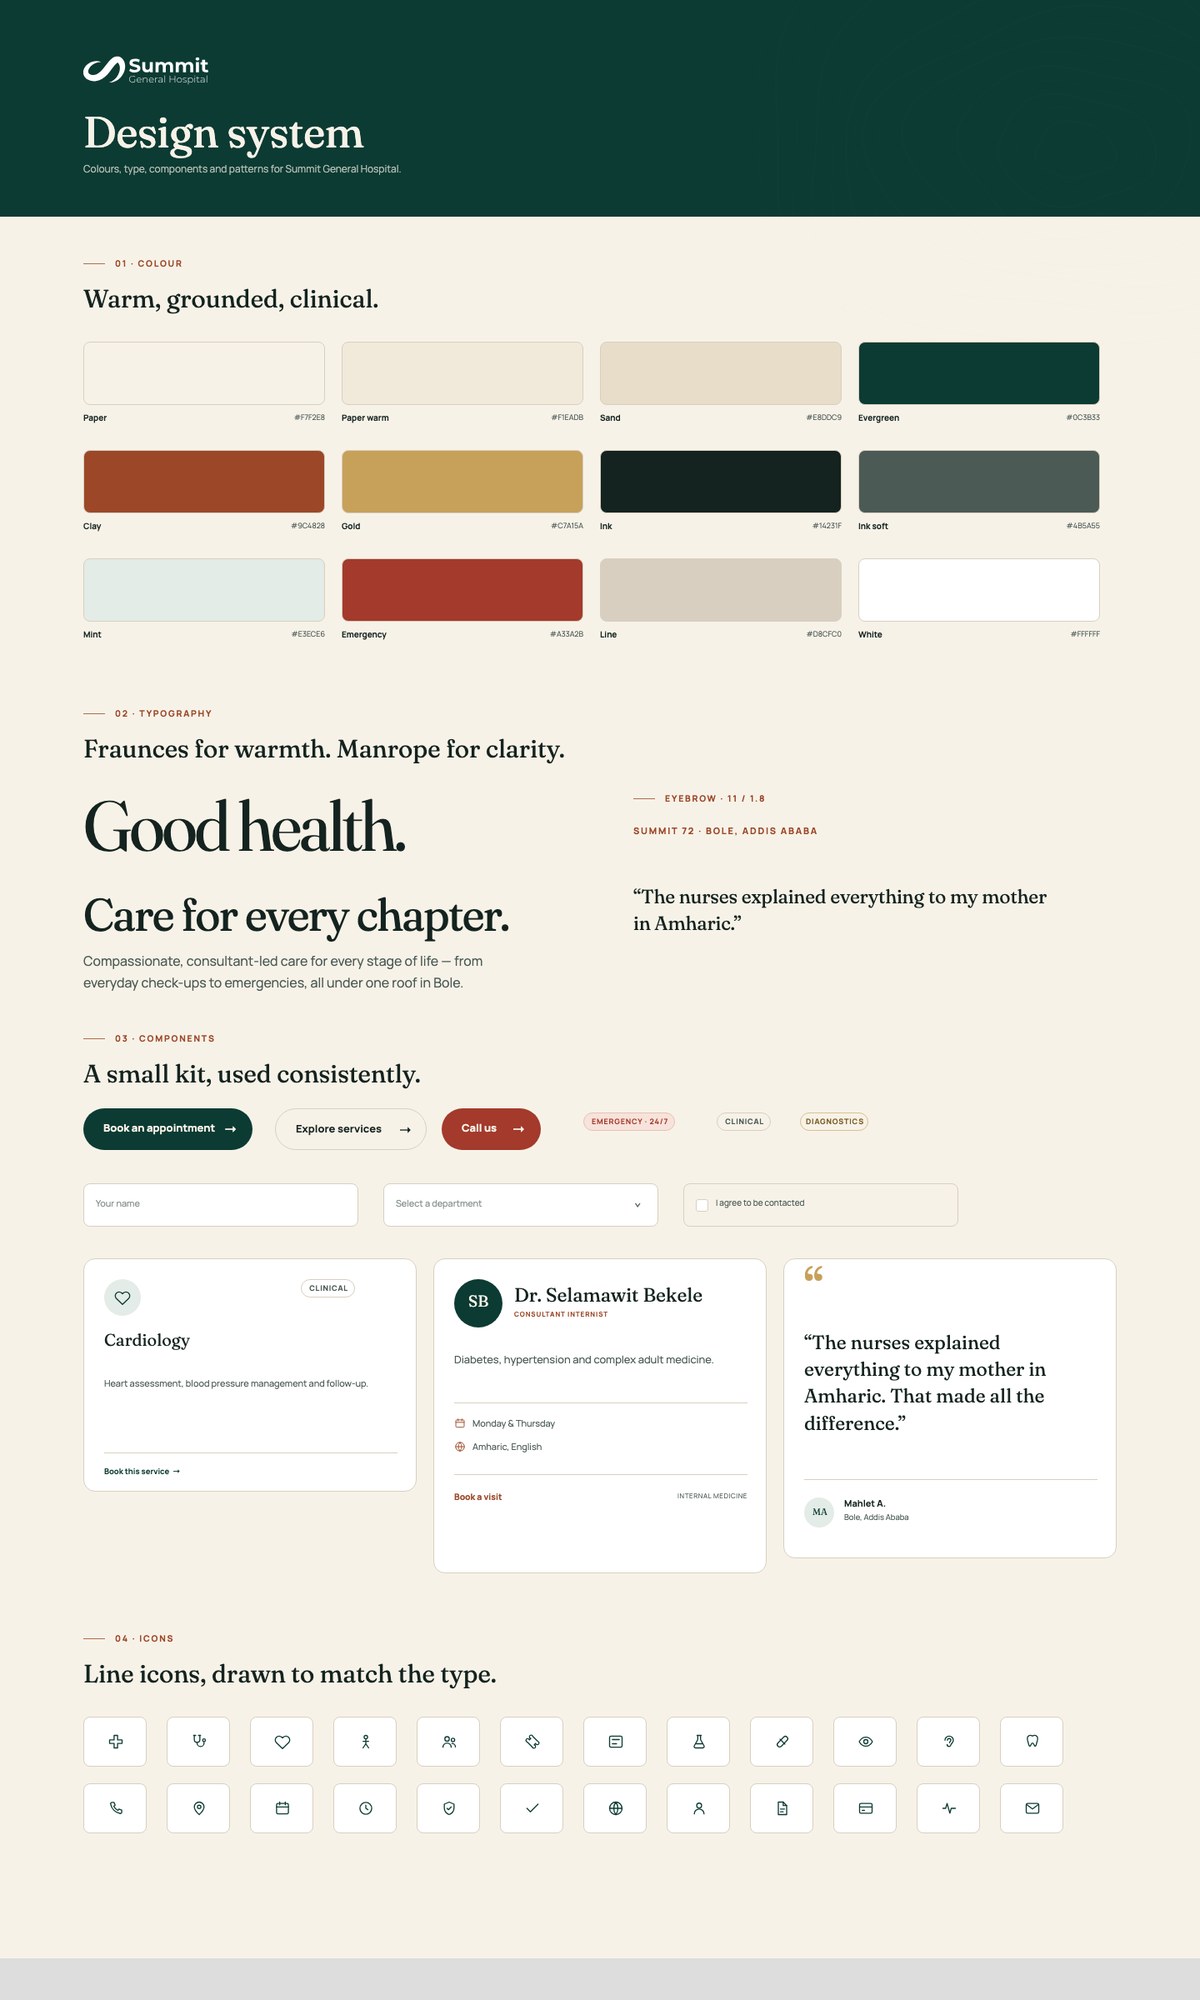 Summit
General Hospital
Design system
Colours, type, components and patterns for Summit General Hospital.
01 · COLOUR
Warm, grounded, clinical.
Paper #F7F2E8
Paper warm #F1EADB
Sand #E8DDC9
Evergreen #0C3B33
Clay #9C4828
Gold #C7A15A
Ink #14231F
Ink soft #4B5A55
Mint #E3ECE6
Emergency #A33A2B
Line #D8CFC0
White #FFFFFF
02 · TYPOGRAPHY
Fraunces for warmth. Manrope for clarity.
Good health.
Care for every chapter.
Compassionate, consultant-led care for every stage of life — from
everyday check-ups to emergencies, all under one roof in Bole.
EYEBROW · 11 / 1.8
SUMMIT 72 · BOLE, ADDIS ABABA
“The nurses explained everything to my mother
in Amharic.”
03 · COMPONENTS
A small kit, used consistently.
Book an appointment →
Explore services →
Call us →
EMERGENCY · 24/7
CLINICAL
DIAGNOSTICS
Your name
Select a department
I agree to be contacted
CLINICAL
Cardiology
Heart assessment, blood pressure management and follow-up.
Book this service →
SB
Dr. Selamawit Bekele
CONSULTANT INTERNIST
Diabetes, hypertension and complex adult medicine.
Monday & Thursday
Amharic, English
Book a visit
INTERNAL MEDICINE
“
“The nurses explained
everything to my mother in
Amharic. That made all the
difference.”
MA
Mahlet A.
Bole, Addis Ababa
04 · ICONS
Line icons, drawn to match the type.